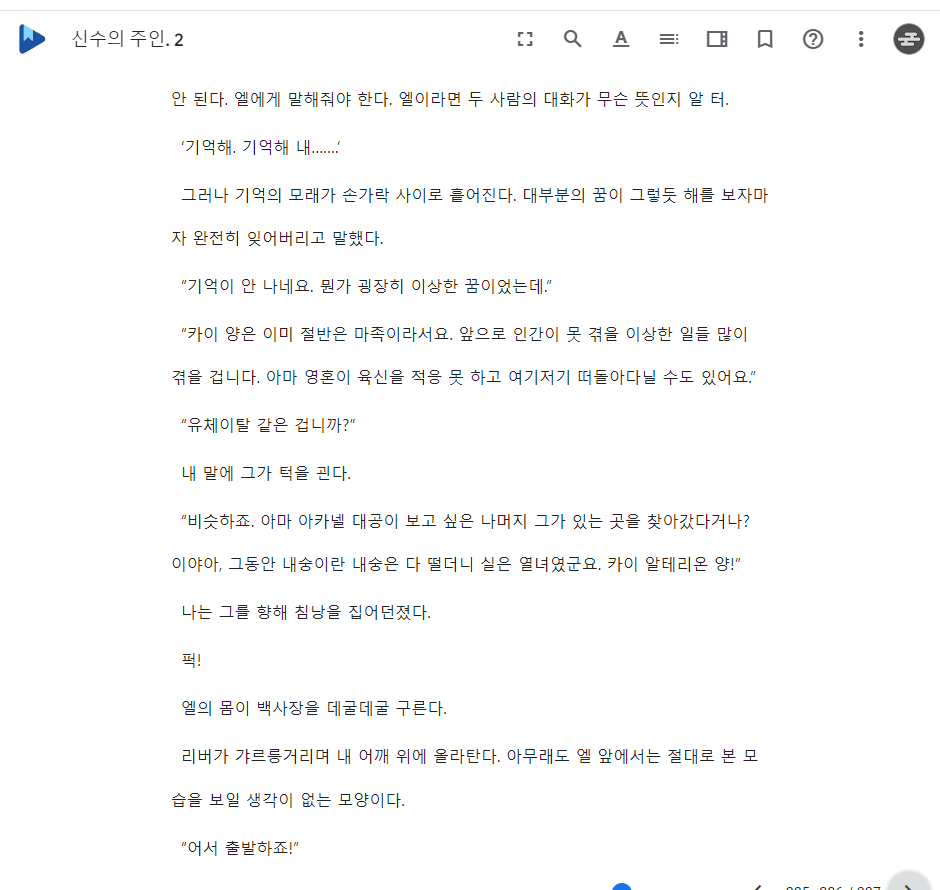 신수의 주인. 2
안 된다. 엘에게 말해줘야 한다. 엘이라면 두 사람의 대화가 무슨 뜻인지 알 터.
‘기억해. 기억해 내…….’
그러나 기억의 모래가 손가락 사이로 흩어진다. 대부분의 꿈이 그렇듯 해를 보자마
자 완전히 잊어버리고 말했다.
“기억이 안 나네요. 뭔가 굉장히 이상한 꿈이었는데.”
“카이 양은 이미 절반은 마족이라서요. 앞으로 인간이 못 겪을 이상한 일들 많이
겪을 겁니다. 아마 영혼이 육신을 적응 못 하고 여기저기 떠돌아다닐 수도 있어요.”
“유체이탈 같은 겁니까?”
내 말에 그가 턱을 괸다.
“비슷하죠. 아마 아카넬 대공이 보고 싶은 나머지 그가 있는 곳을 찾아갔다거나?
이야아, 그동안 내숭이란 내숭은 다 떨더니 실은 열녀였군요. 카이 알테리온 양!”
나는 그를 향해 침낭을 집어던졌다.
퍽!
엘의 몸이 백사장을 데굴데굴 구른다.
리버가 갸르릉거리며 내 어깨 위에 올라탄다. 아무래도 엘 앞에서는 절대로 본 모
습을 보일 생각이 없는 모양이다.
“어서 출발하죠!”